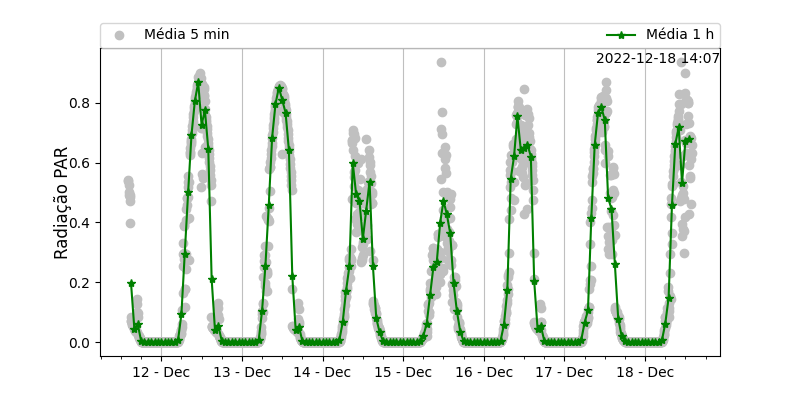 Média 5 min
Média 1 h
2022-12-18 14:07
Radiação PAR
0.8
0.6
0.4
0.2
0.0
12 - Dec
13 - Dec
14 - Dec
15 - Dec
16 - Dec
17 - Dec
18 - Dec